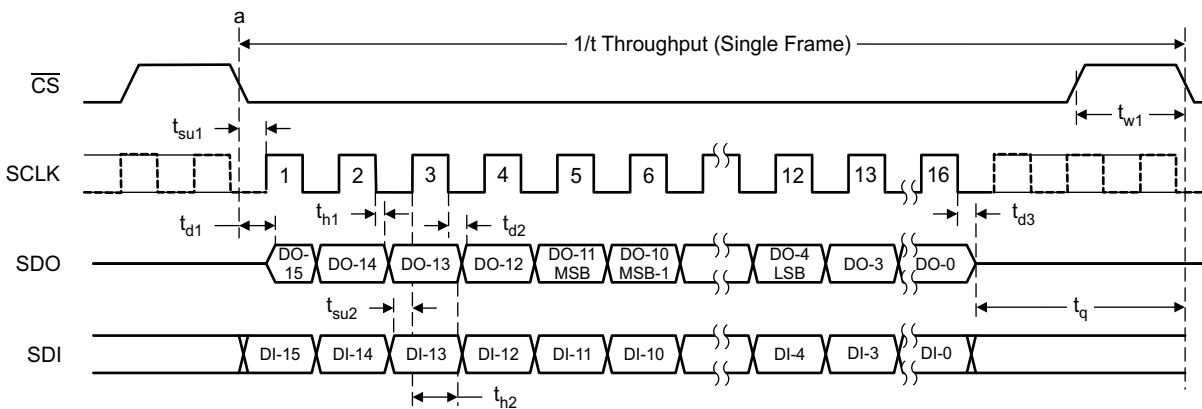 a
1/t Throughput (Single Frame)
CS
t_w1
t_su1
SCLK
1 2 3 4 5 6 12 13 16
t_d1
t_h1
t_d2
t_d3
SDO
DO-15 DO-14 DO-13 DO-12 DO-11 MSB DO-10 MSB-1 DO-4 LSB DO-3 DO-0
t_su2
t_q
SDI
DI-15 DI-14 DI-13 DI-12 DI-11 DI-10 DI-4 DI-3 DI-0
t_h2